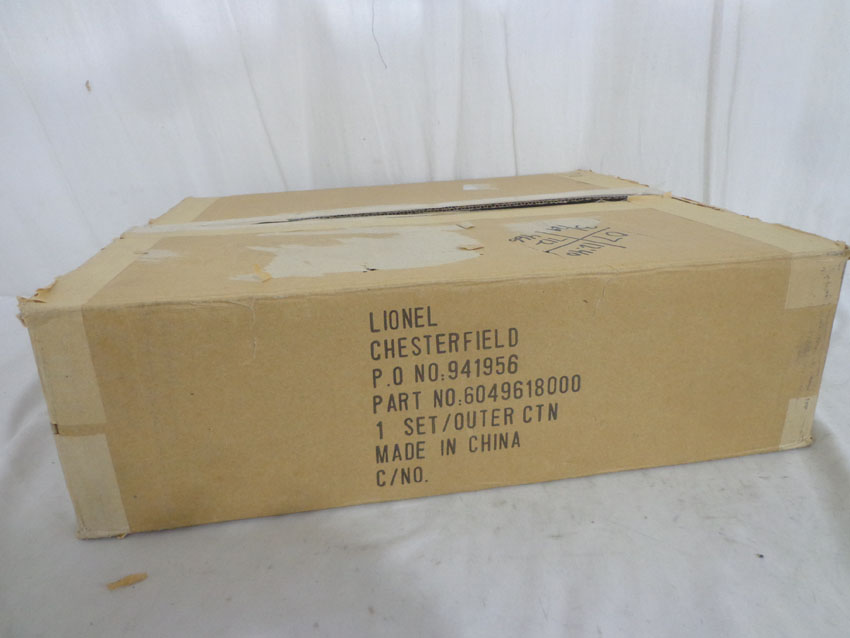 LIONEL
CHESTERFIELD
P.O NO:941956
PART NO:6049618000
1 SET/OUTER CTN
MADE IN CHINA
C/NO.